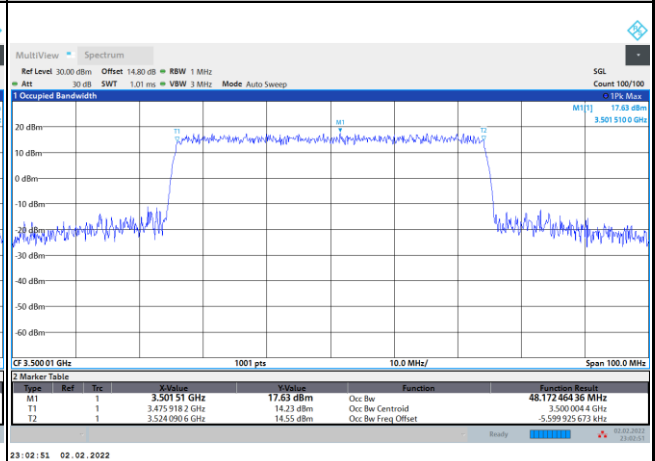 MultiView Spectrum
Ref Level 30.00 dBm Offset 14.80 dB RBW 1 MHz SGL
Att 30 dB SWT 1.01 ms VBW 3 MHz Mode Auto Sweep Count 100/100
1 Occupied Bandwidth 1Pk Max
M1[1] 17.63 dBm
3.501 510 0 GHz
M1
T1 T2
20 dBm
10 dBm
0 dBm
-10 dBm
-20 dBm
-30 dBm
-40 dBm
-50 dBm
-60 dBm
CF 3.500 01 GHz 1001 pts 10.0 MHz/ Span 100.0 MHz
2 Marker Table
Type Ref Trc X-Value Y-Value Function Function Result
M1 1 3.501 51 GHz 17.63 dBm Occ Bw 48.172 464 36 MHz
T1 1 3.475 918 2 GHz 14.23 dBm Occ Bw Centroid 3.500 004 4 GHz
T2 1 3.524 090 6 GHz 14.55 dBm Occ Bw Freq Offset -5.599 925 673 kHz
Ready 02.02.2022
23:02:51
23:02:51 02.02.2022